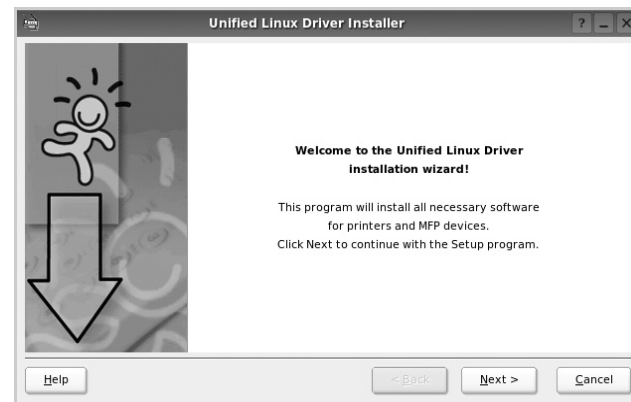 Unified Linux Driver Installer
Welcome to the Unified Linux Driver
installation wizard!
This program will install all necessary software
for printers and MFP devices.
Click Next to continue with the Setup program.
Help
< Back
Next >
Cancel